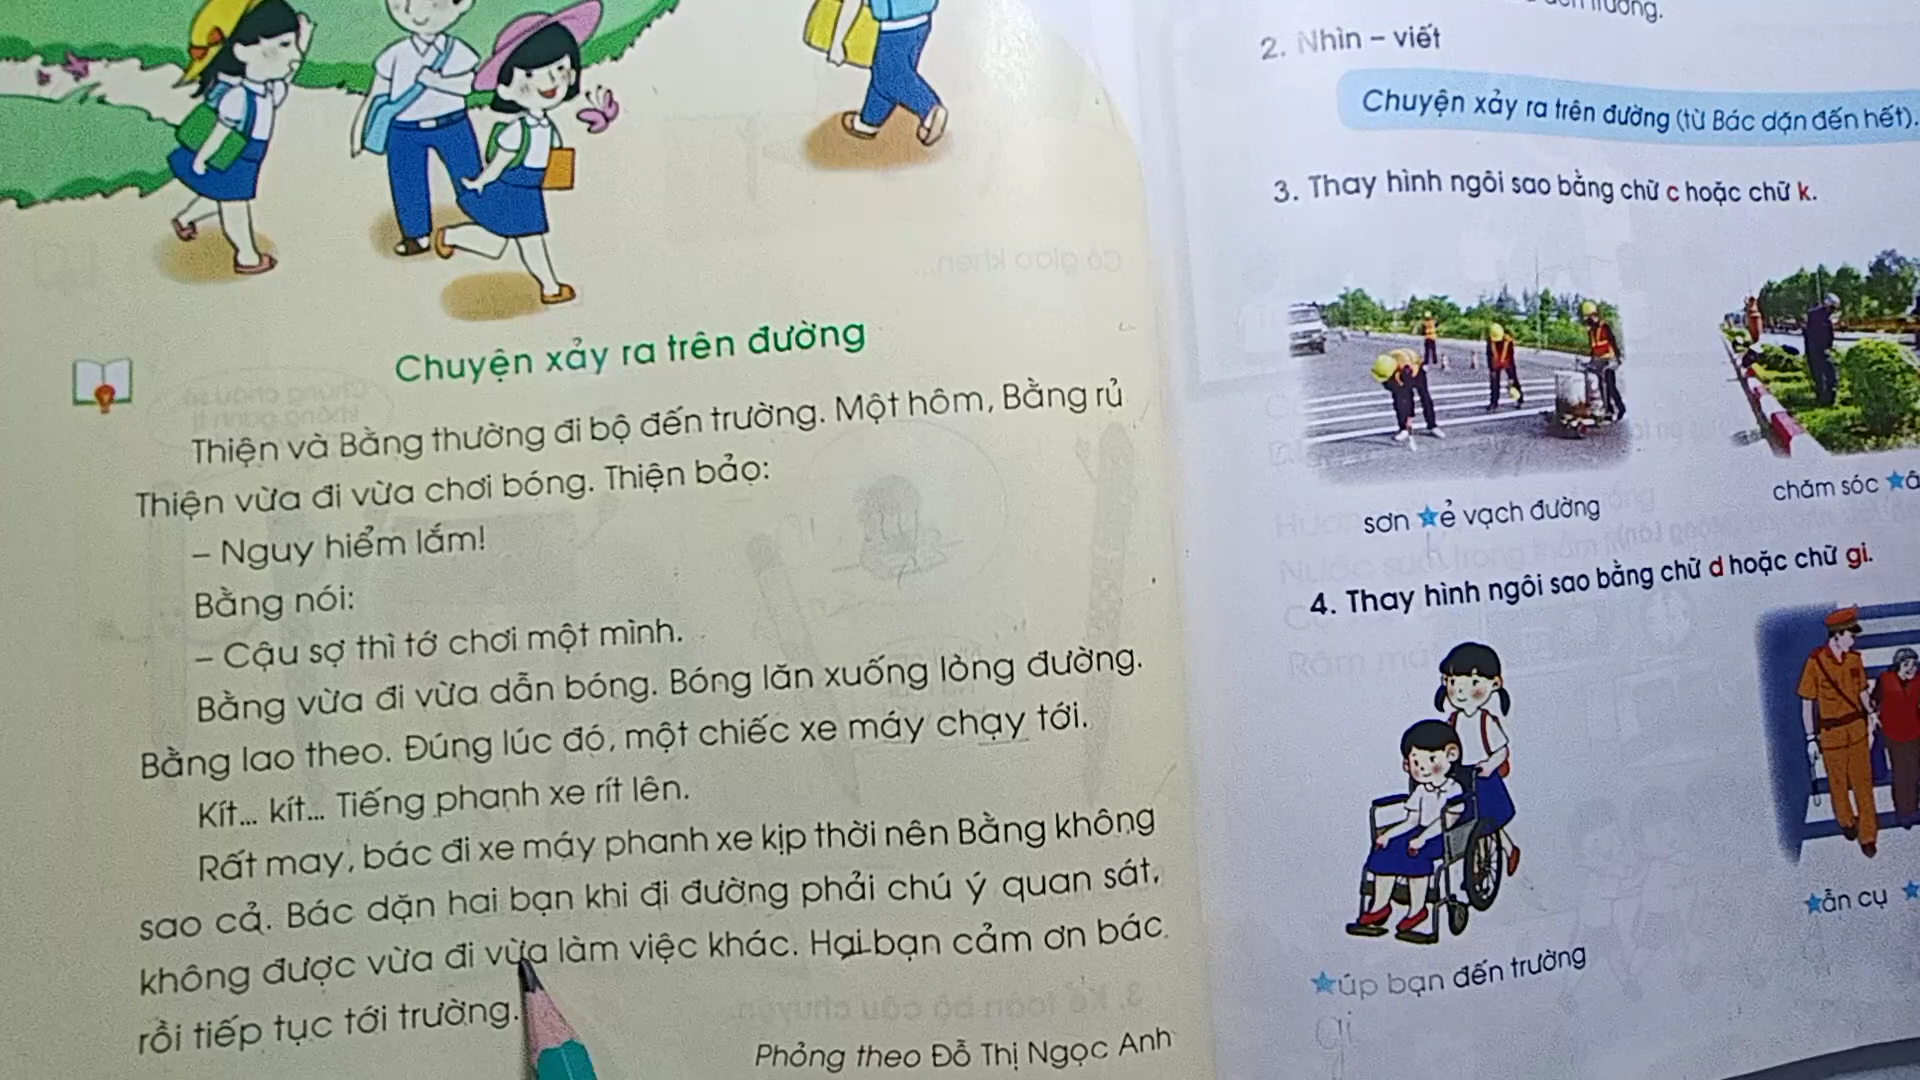 Chuyện xảy ra trên đường
Thiện và Bằng thường đi bộ đến trường. Một hôm, Bằng rủ
Thiện vừa đi vừa chơi bóng. Thiện bảo:
– Nguy hiểm lắm!
Bằng nói:
– Cậu sợ thì tớ chơi một mình.
Bằng vừa đi vừa dẫn bóng. Bóng lăn xuống lòng đường.
Bằng lao theo. Đúng lúc đó, một chiếc xe máy chạy tới.
Kít... kít... Tiếng phanh xe rít lên.
Rất may, bác đi xe máy phanh xe kịp thời nên Bằng không
sao cả. Bác dặn hai bạn khi đi đường phải chú ý quan sát,
không được vừa đi vừa làm việc khác. Hai bạn cảm ơn bác
rồi tiếp tục tới trường.
Phỏng theo Đỗ Thị Ngọc Anh
trường.
2. Nhìn – viết
Chuyện xảy ra trên đường (từ Bác dặn đến hết).
3. Thay hình ngôi sao bằng chữ c hoặc chữ k.
sơn ★ẻ vạch đường
k
chăm sóc ★â
4. Thay hình ngôi sao bằng chữ d hoặc chữ gi.
★úp bạn đến trường
gi
★ẫn cụ ★